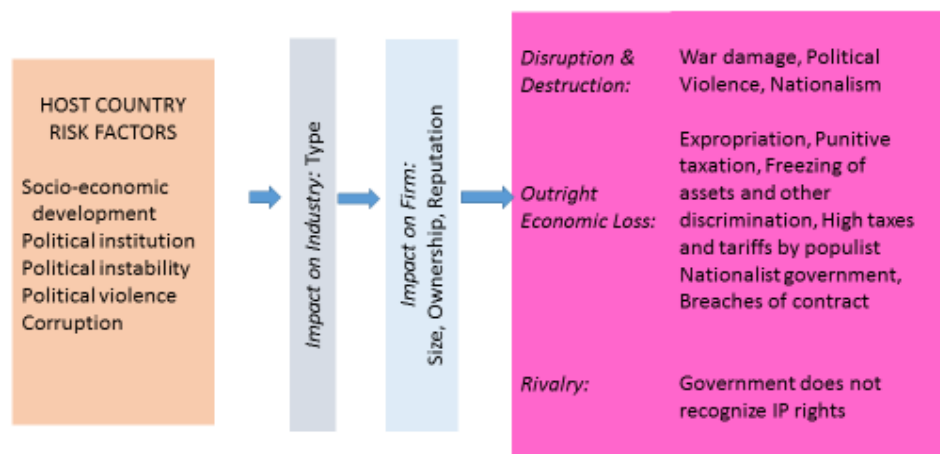 HOST COUNTRY
RISK FACTORS
Socio-economic
development
Political institution
Political instability
Political violence
Corruption
Impact on Industry: Type
Impact on Firm:
Size, Ownership, Reputation
Disruption &
Destruction:
War damage, Political
Violence, Nationalism
Outright
Economic Loss:
Expropriation, Punitive
taxation, Freezing of
assets and other
discrimination, High taxes
and tariffs by populist
Nationalist government,
Breaches of contract
Rivalry:
Government does not
recognize IP rights